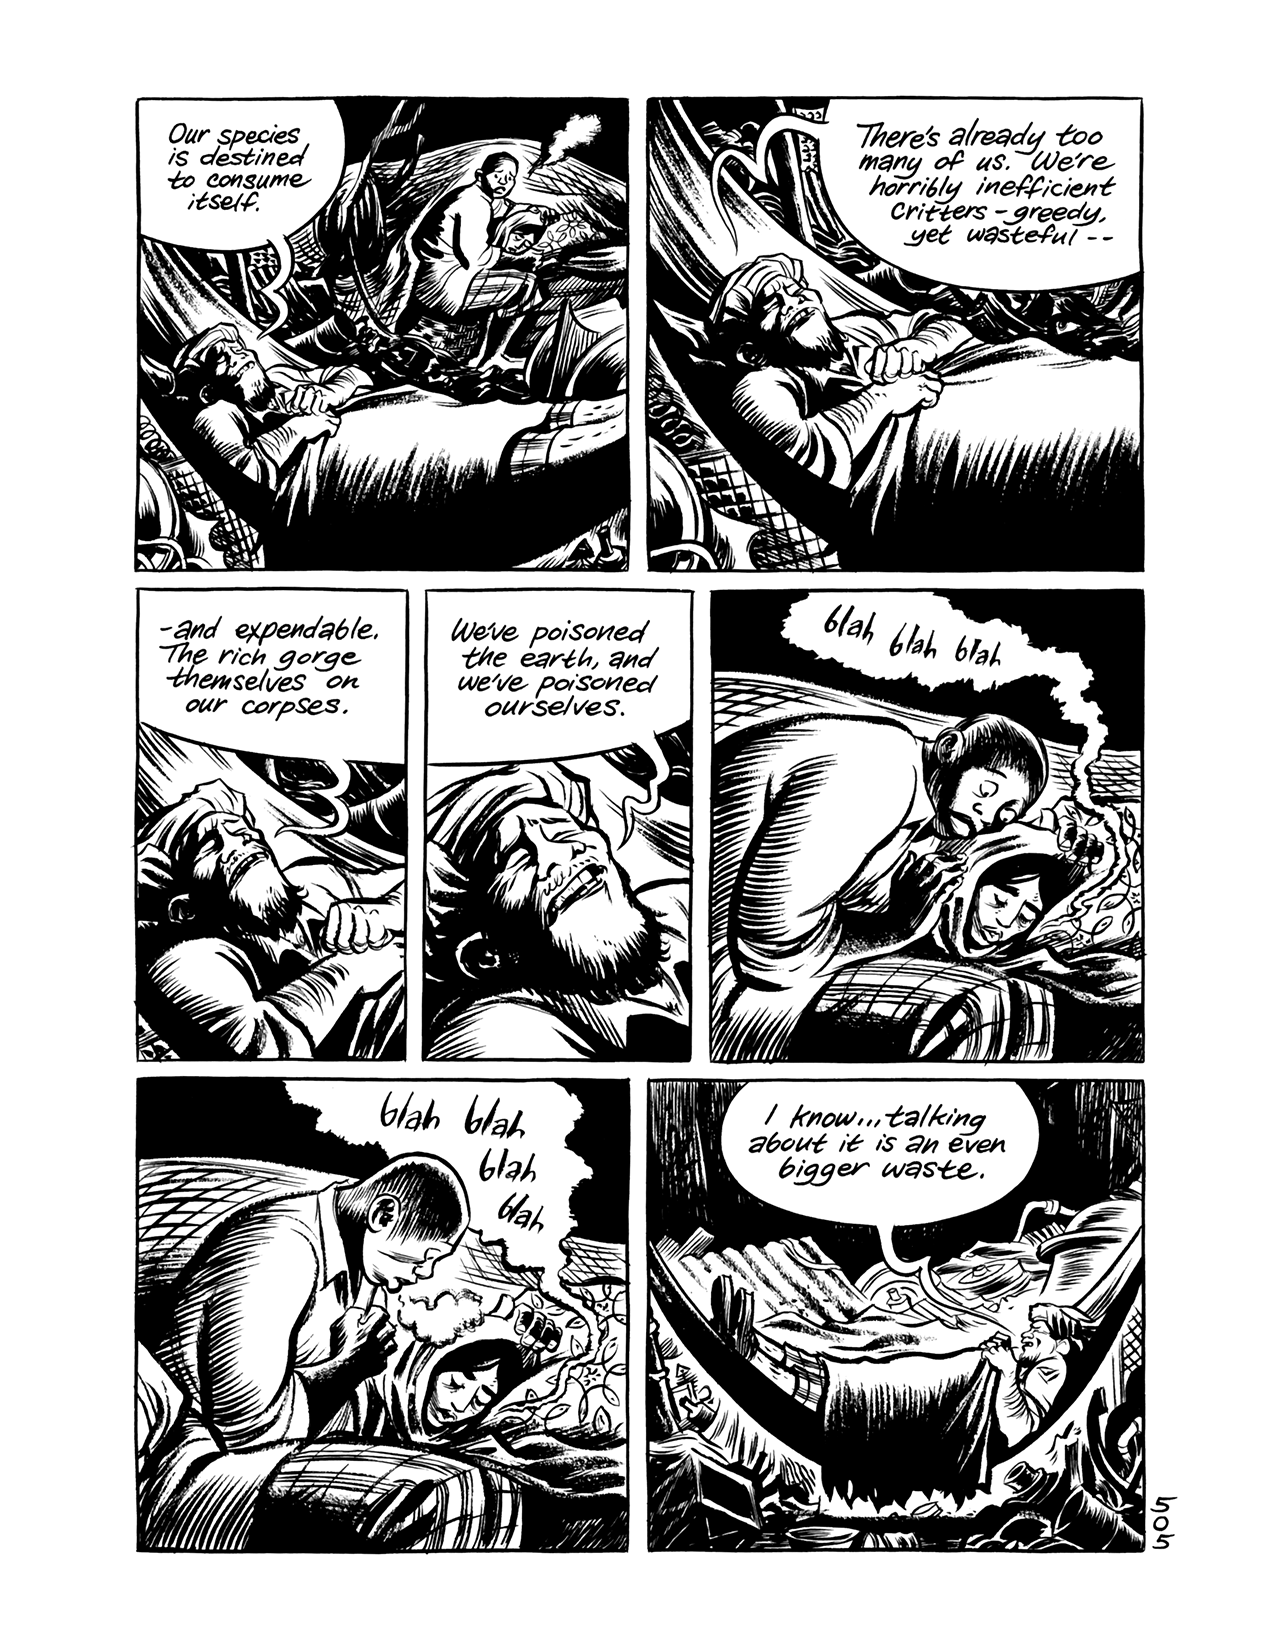 Our species
is destined
to consume
itself.
There's already too
many of us. We're
horribly inefficient
critters - greedy,
yet wasteful --
-and expendable.
The rich gorge
themselves on
our corpses.
We've poisoned
the earth, and
we've poisoned
ourselves.
blah blah blah
blah blah
blah
blah
I know...talking
about it is an even
bigger waste.
505